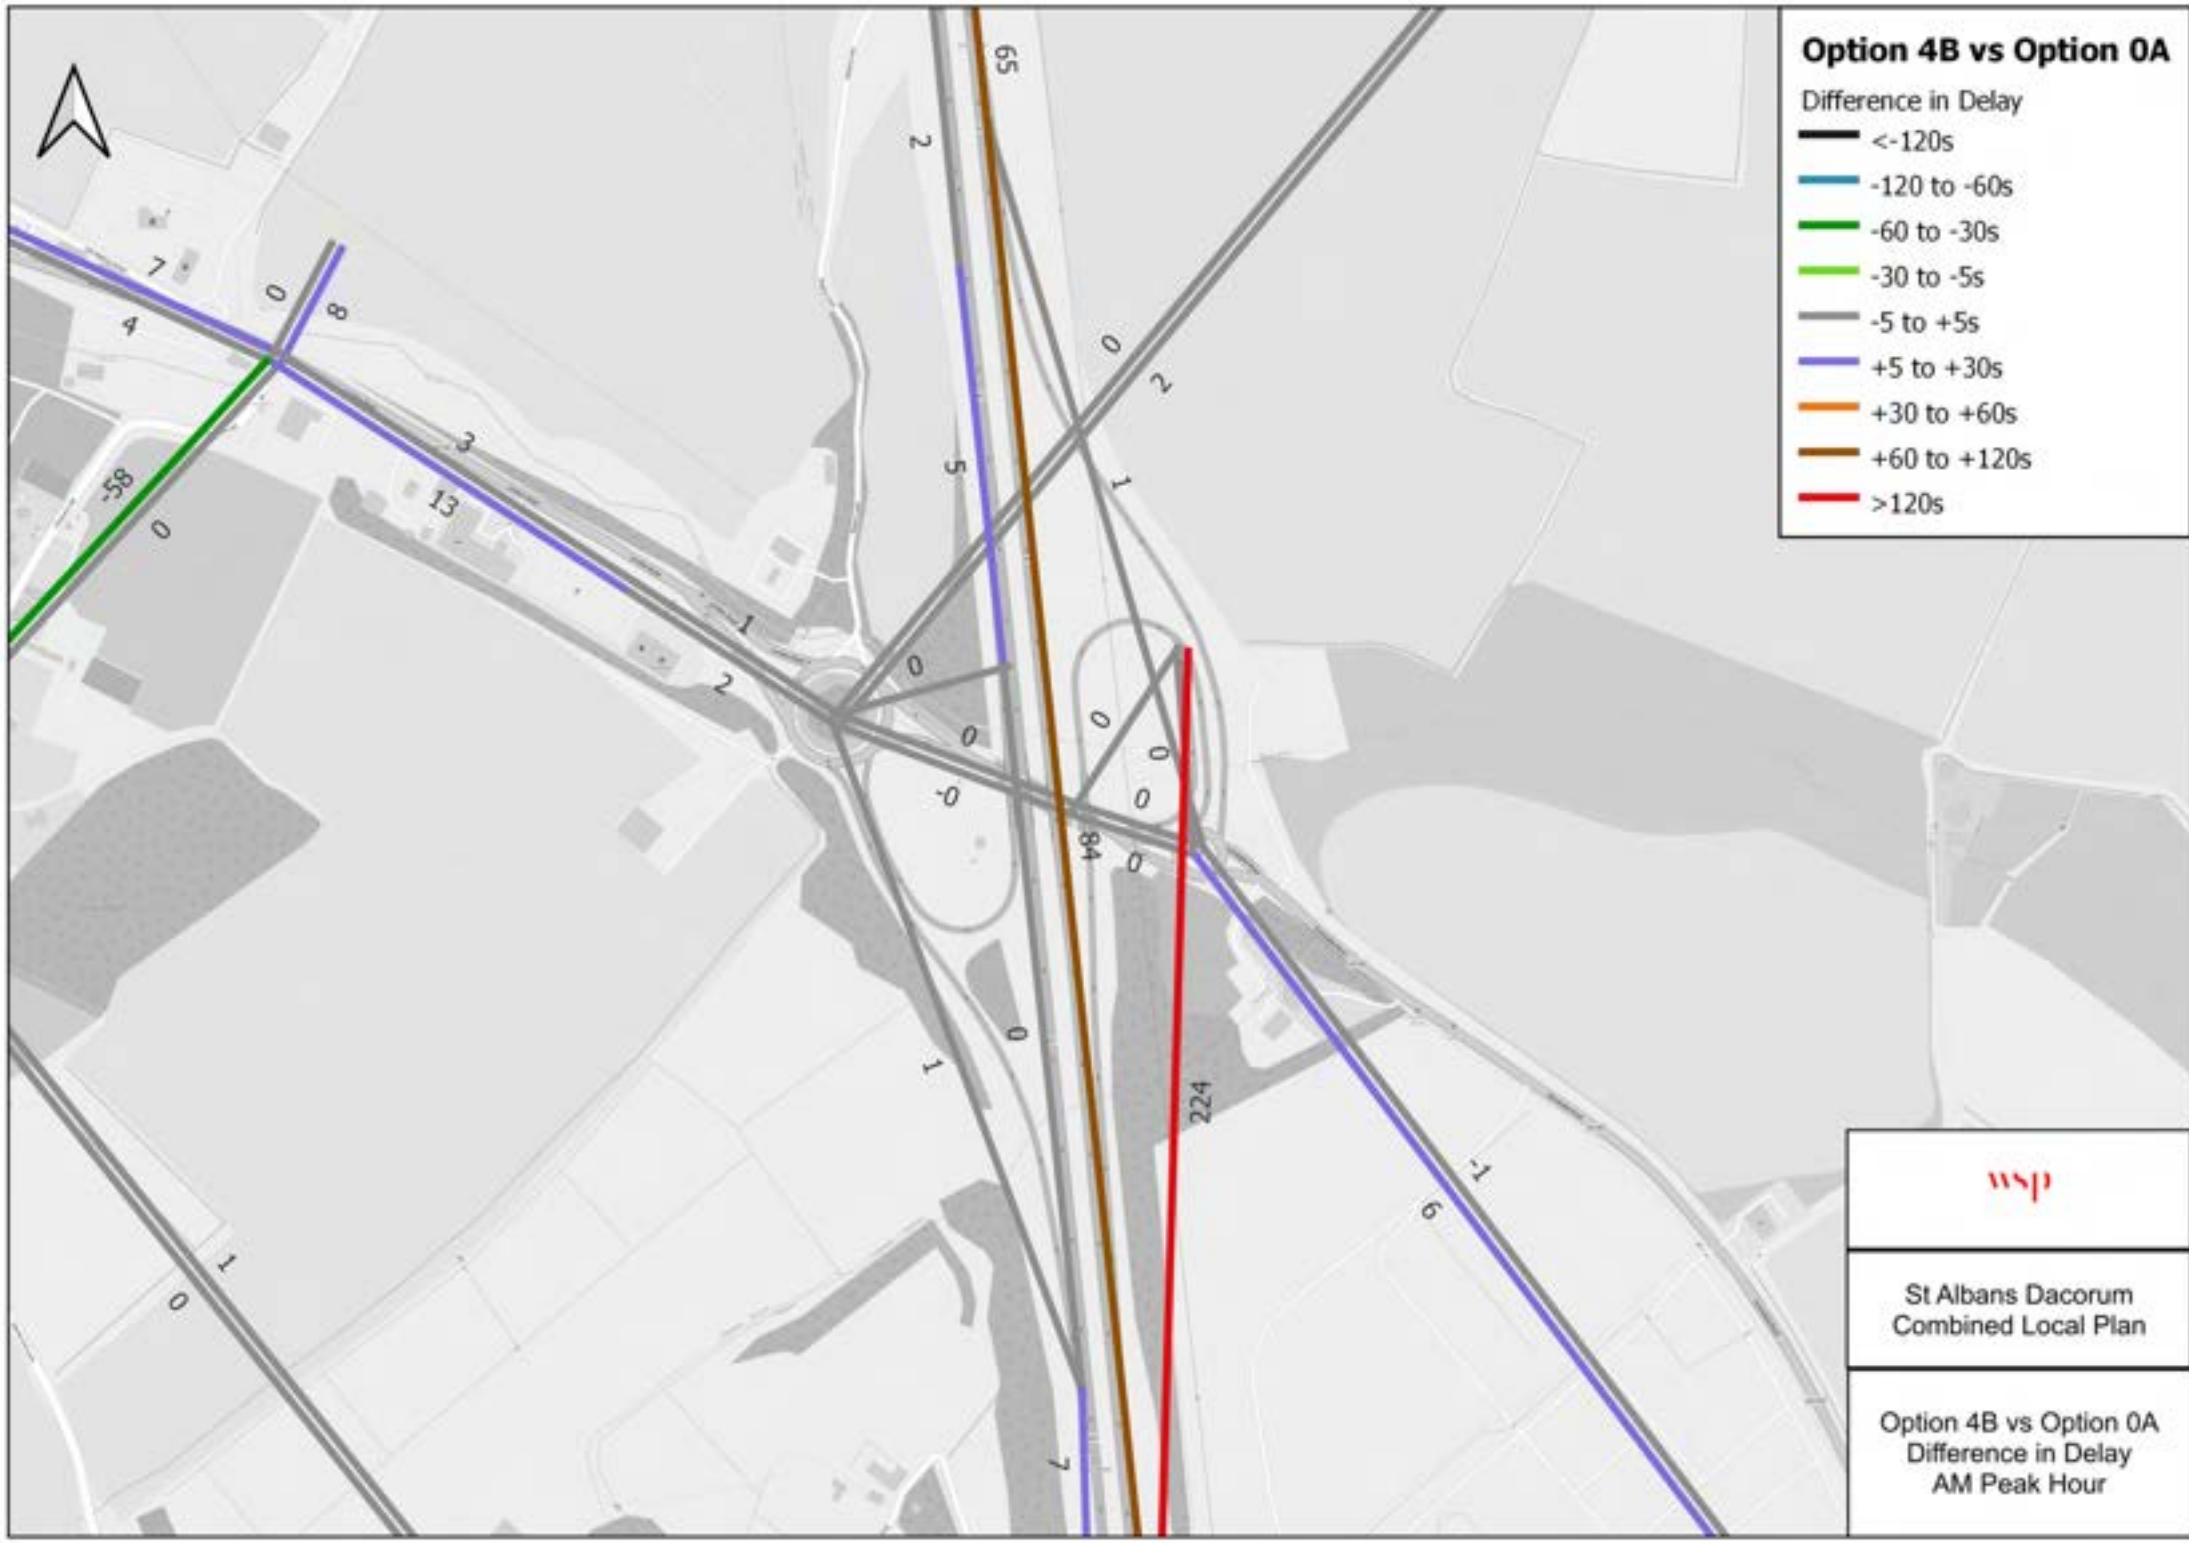 Option 4B vs Option 0A
Difference in Delay
<-120s
-120 to -60s
-60 to -30s
-30 to -5s
-5 to +5s
+5 to +30s
+30 to +60s
+60 to +120s
>120s
65
2
7
0
8
4
0
2
3
5
1
-58
13
0
1
0
2
0
0
0
-0
0
84
0
0
1
224
-1
6
1
0
7
wsp
St Albans Dacorum
Combined Local Plan
Option 4B vs Option 0A
Difference in Delay
AM Peak Hour